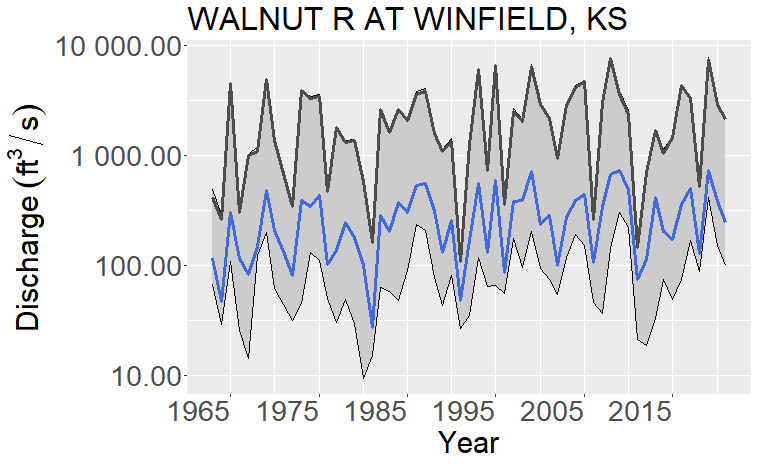 WALNUT R AT WINFIELD, KS
10 000.00
1 000.00
100.00
10.00
Discharge (ft³/s)
1965 1975 1985 1995 2005 2015
Year